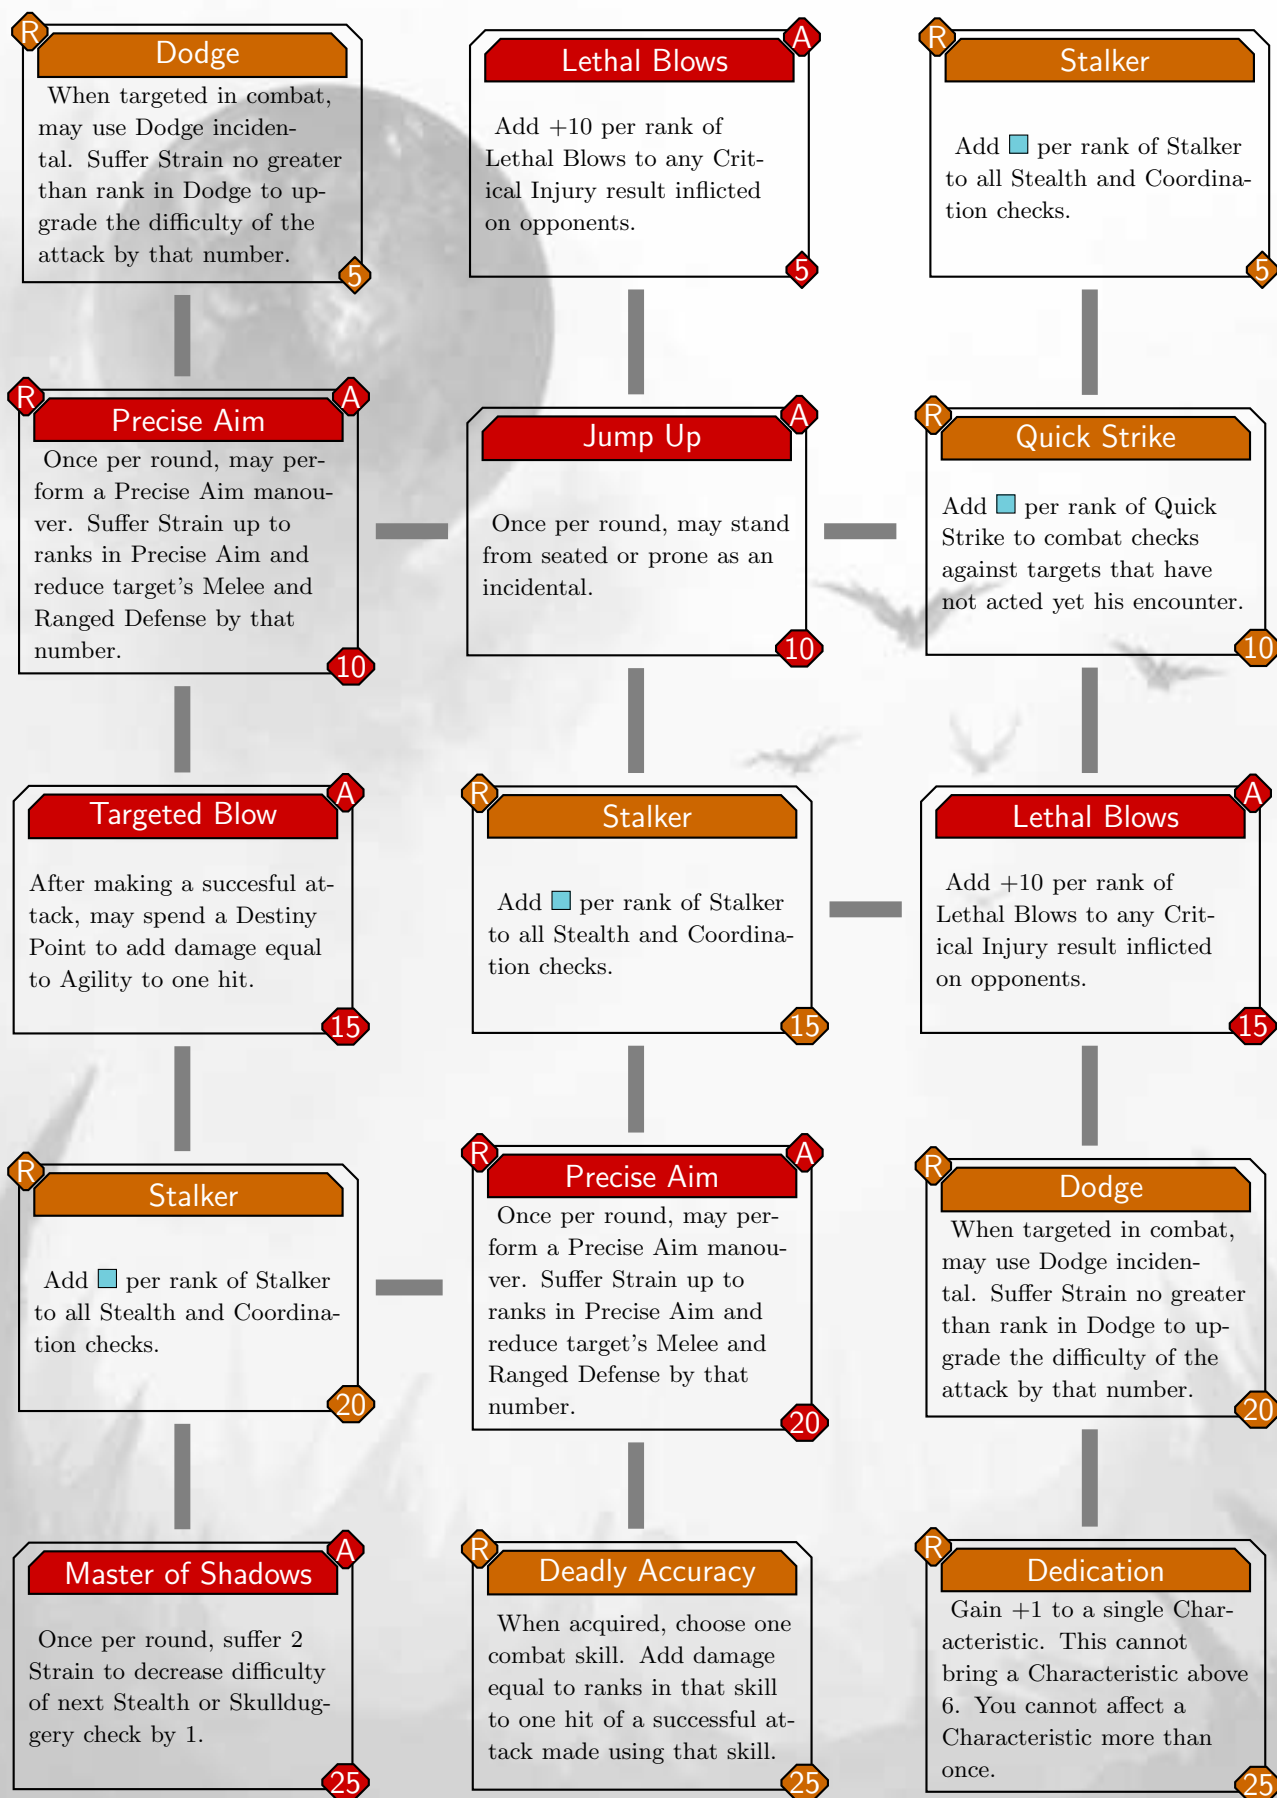 R
Dodge
When targeted in combat,
may use Dodge inciden-
tal. Suffer Strain no greater
than rank in Dodge to up-
grade the difficulty of the
attack by that number.
5
A
Lethal Blows
Add +10 per rank of
Lethal Blows to any Crit-
ical Injury result inflicted
on opponents.
5
R
Stalker
Add per rank of Stalker
to all Stealth and Coordina-
tion checks.
5
R
A
Precise Aim
Once per round, may per-
form a Precise Aim manou-
ver. Suffer Strain up to
ranks in Precise Aim and
reduce target's Melee and
Ranged Defense by that
number.
10
A
Jump Up
Once per round, may stand
from seated or prone as an
incidental.
10
R
Quick Strike
Add per rank of Quick
Strike to combat checks
against targets that have
not acted yet his encounter.
10
A
Targeted Blow
After making a succesful at-
tack, may spend a Destiny
Point to add damage equal
to Agility to one hit.
15
R
Stalker
Add per rank of Stalker
to all Stealth and Coordina-
tion checks.
15
A
Lethal Blows
Add +10 per rank of
Lethal Blows to any Crit-
ical Injury result inflicted
on opponents.
15
R
Stalker
Add per rank of Stalker
to all Stealth and Coordina-
tion checks.
20
R
A
Precise Aim
Once per round, may per-
form a Precise Aim manou-
ver. Suffer Strain up to
ranks in Precise Aim and
reduce target's Melee and
Ranged Defense by that
number.
20
R
Dodge
When targeted in combat,
may use Dodge inciden-
tal. Suffer Strain no greater
than rank in Dodge to up-
grade the difficulty of the
attack by that number.
20
A
Master of Shadows
Once per round, suffer 2
Strain to decrease difficulty
of next Stealth or Skulldug-
gery check by 1.
25
R
Deadly Accuracy
When acquired, choose one
combat skill. Add damage
equal to ranks in that skill
to one hit of a successful at-
tack made using that skill.
25
R
Dedication
Gain +1 to a single Char-
acteristic. This cannot
bring a Characteristic above
6. You cannot affect a
Characteristic more than
once.
25